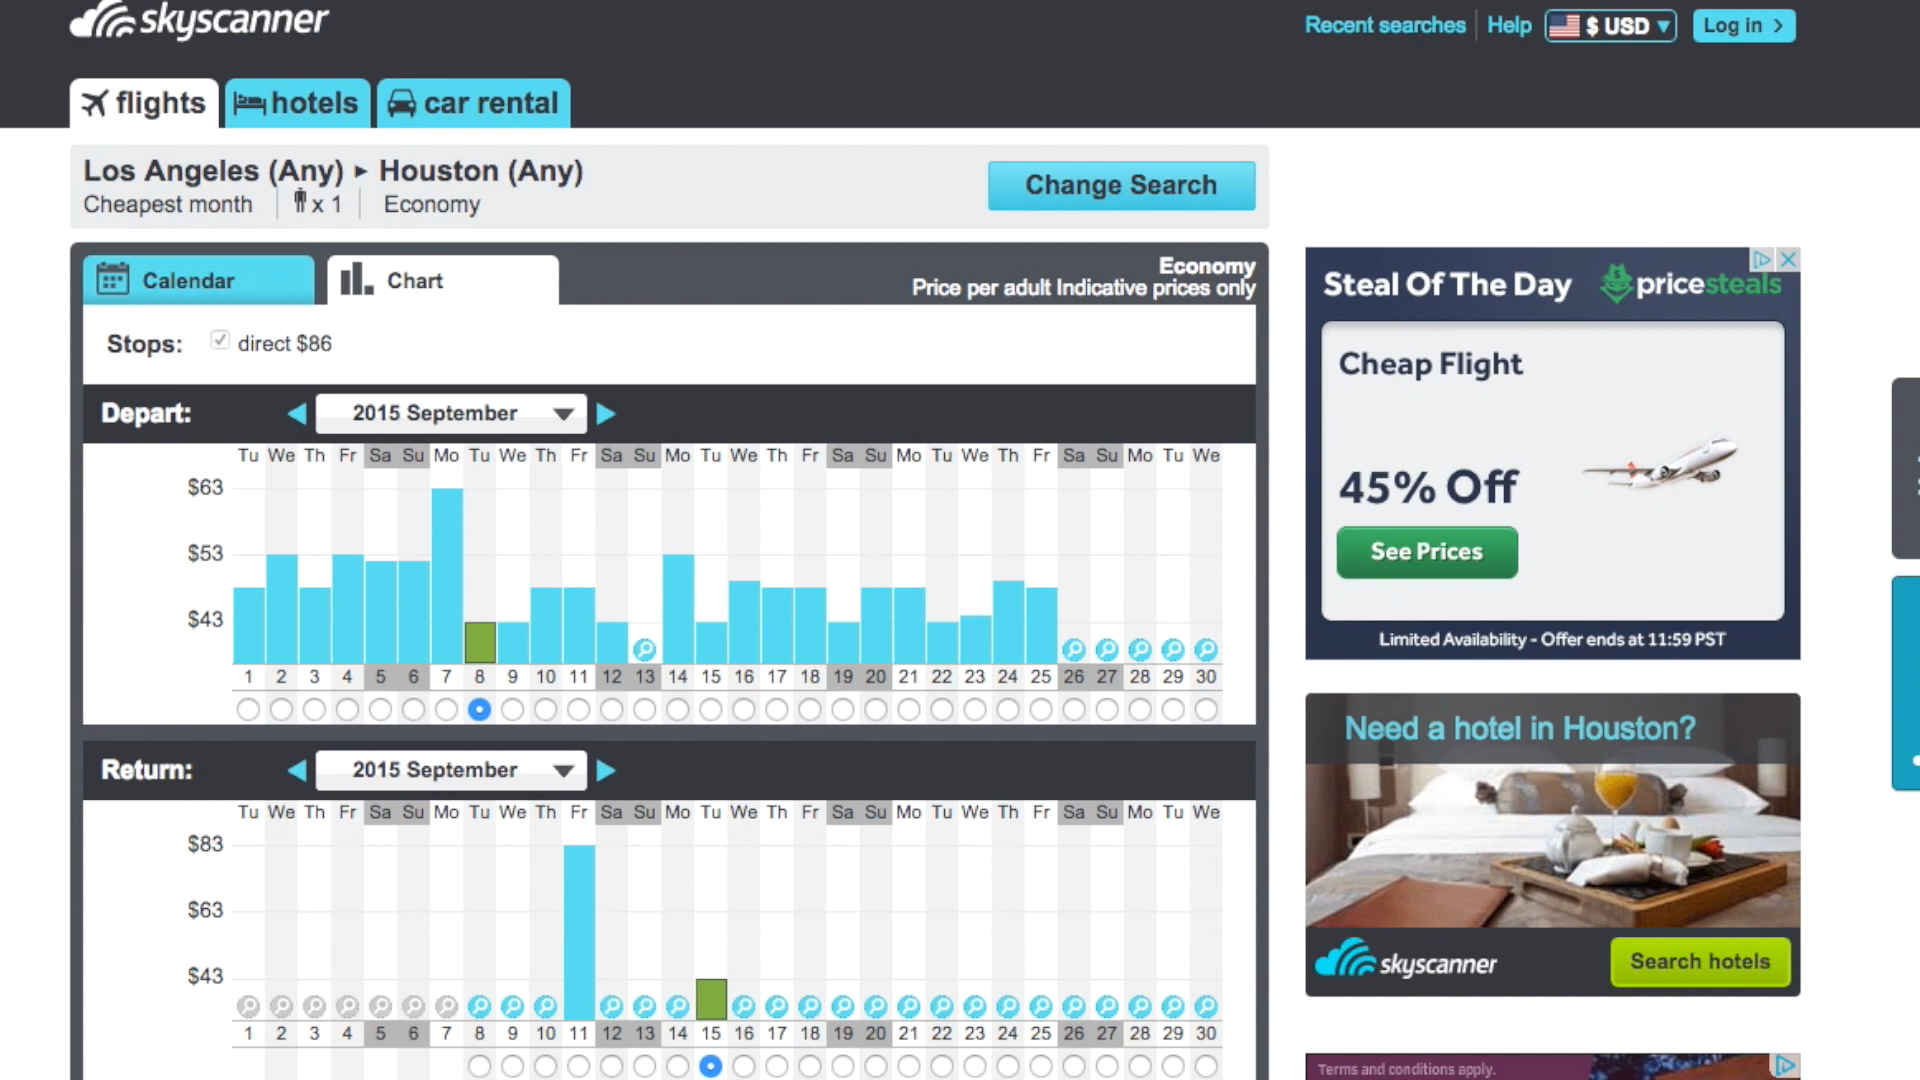 skyscanner
Recent searches Help $ USD Log in
flights hotels car rental
Los Angeles (Any) ▸ Houston (Any)
Cheapest month x 1 Economy
Change Search
Calendar Chart
Economy
Price per adult Indicative prices only
Stops: direct $86
Depart: 2015 September
Tu We Th Fr Sa Su Mo Tu We Th Fr Sa Su Mo Tu We Th Fr Sa Su Mo Tu We Th Fr Sa Su Mo Tu We
$63
$53
$43
1 2 3 4 5 6 7 8 9 10 11 12 13 14 15 16 17 18 19 20 21 22 23 24 25 26 27 28 29 30
Return: 2015 September
Tu We Th Fr Sa Su Mo Tu We Th Fr Sa Su Mo Tu We Th Fr Sa Su Mo Tu We Th Fr Sa Su Mo Tu We
$83
$63
$43
1 2 3 4 5 6 7 8 9 10 11 12 13 14 15 16 17 18 19 20 21 22 23 24 25 26 27 28 29 30
Steal Of The Day pricesteals
Cheap Flight
45% Off
See Prices
Limited Availability - Offer ends at 11:59 PST
Need a hotel in Houston?
skyscanner Search hotels
Terms and conditions apply.